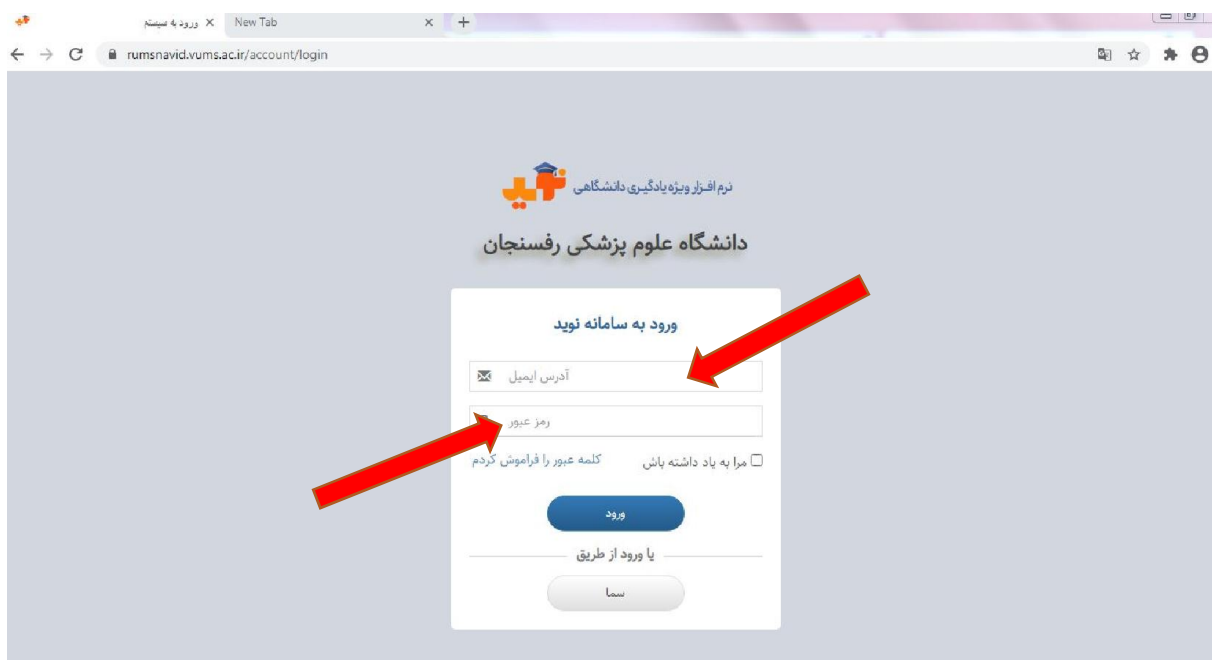 ورود به سیستم
New Tab
rumsnavid.vums.ac.ir/account/login
نرم افزار ویژه یادگیری دانشگاهی نوید
دانشگاه علوم پزشکی رفسنجان
ورود به سامانه نوید
آدرس ایمیل
رمز عبور
مرا به یاد داشته باش کلمه عبور را فراموش کردم
ورود
یا ورود از طریق
سما